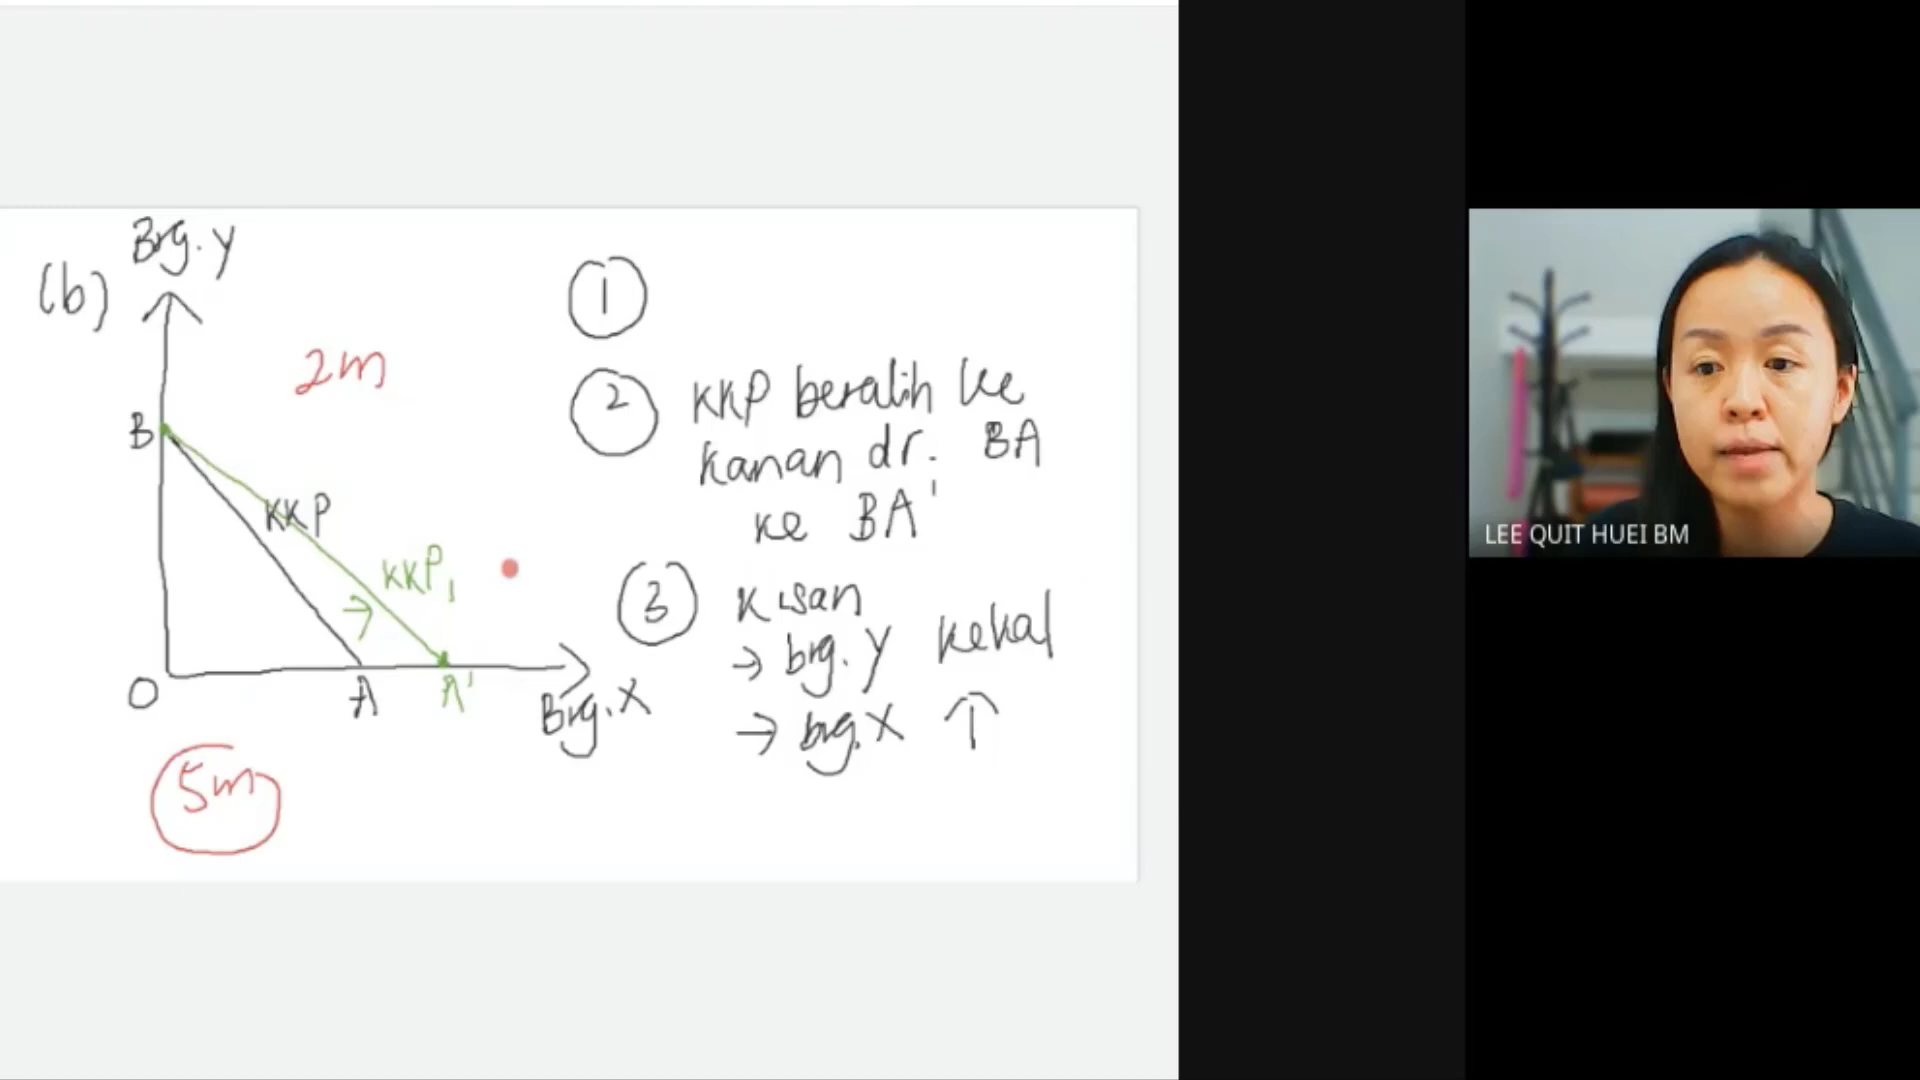 (b)
Brg. y
2m
B
KKP
KKP1
O
A
A'
Brg. X
5m
1
2 KKP beralih ke
kanan dr. BA
ke BA'
3 Kesan
→ brg. y kekal
→ brg. X ↑
LEE QUIT HUEI BM